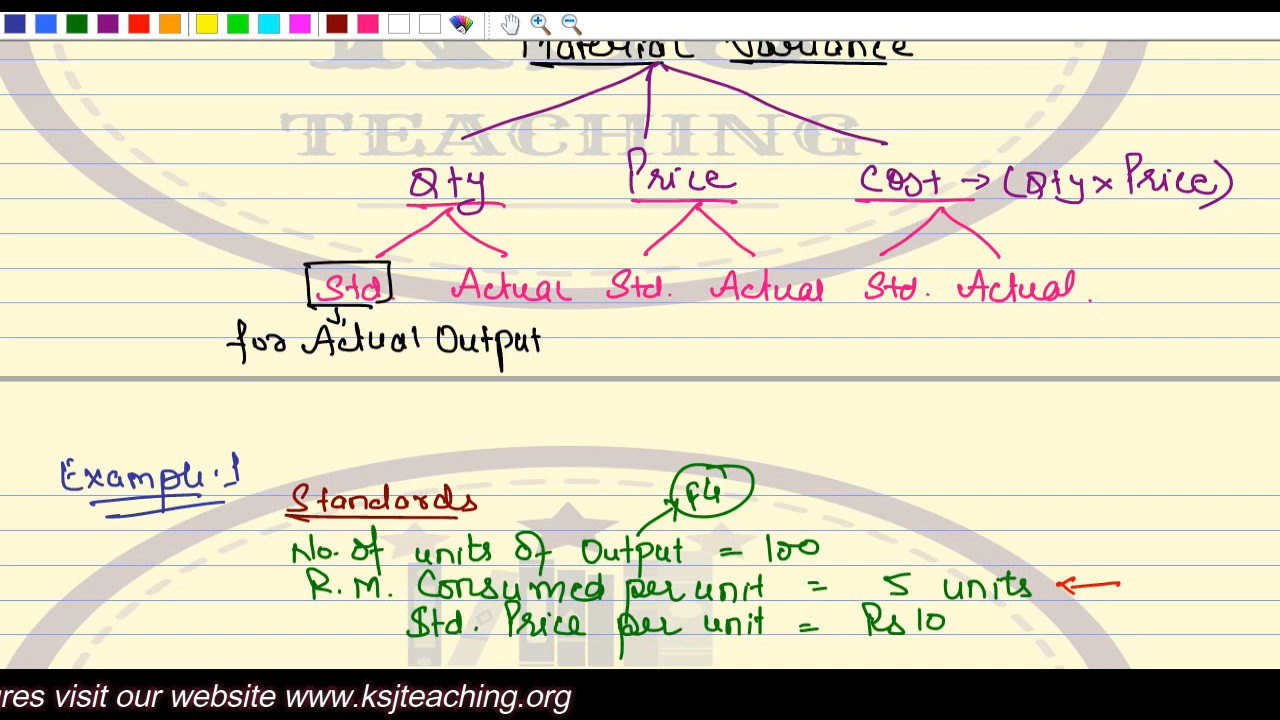 Material Variance
TEACHING
Qty Price Cost → (Qty × Price)
Std. Actual Std. Actual Std. Actual.
for Actual Output
Example.1
Standards
No. of units of Output = 100
R.M. Consumed per unit = 5 units ←
Std. Price per unit = Rs 10
ures visit our website www.ksjteaching.org